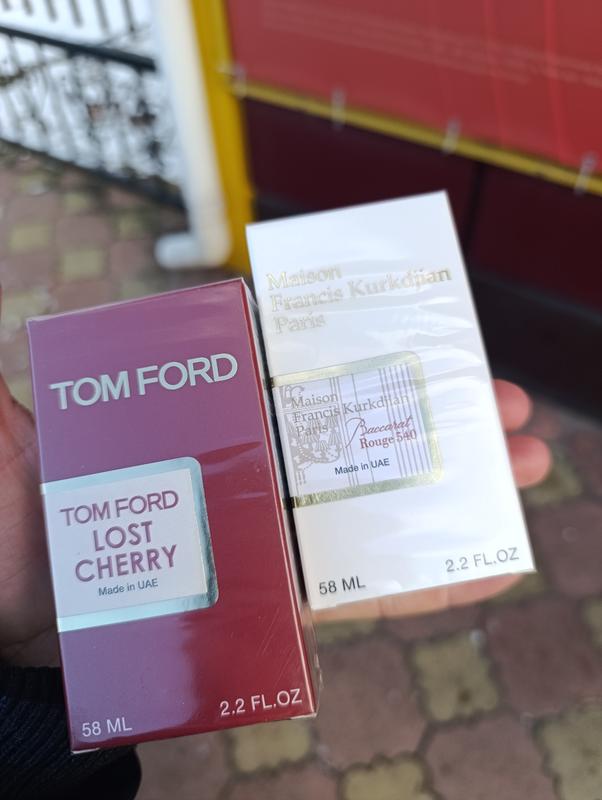 TOM FORD
TOM FORD
LOST
CHERRY
Made in UAE
58 ML
2.2 FL.OZ
Maison
Francis Kurkdjian
Paris
Maison
Francis Kurkdjian
Paris
Baccarat
Rouge 540
Made in UAE
58 ML
2.2 FL.OZ